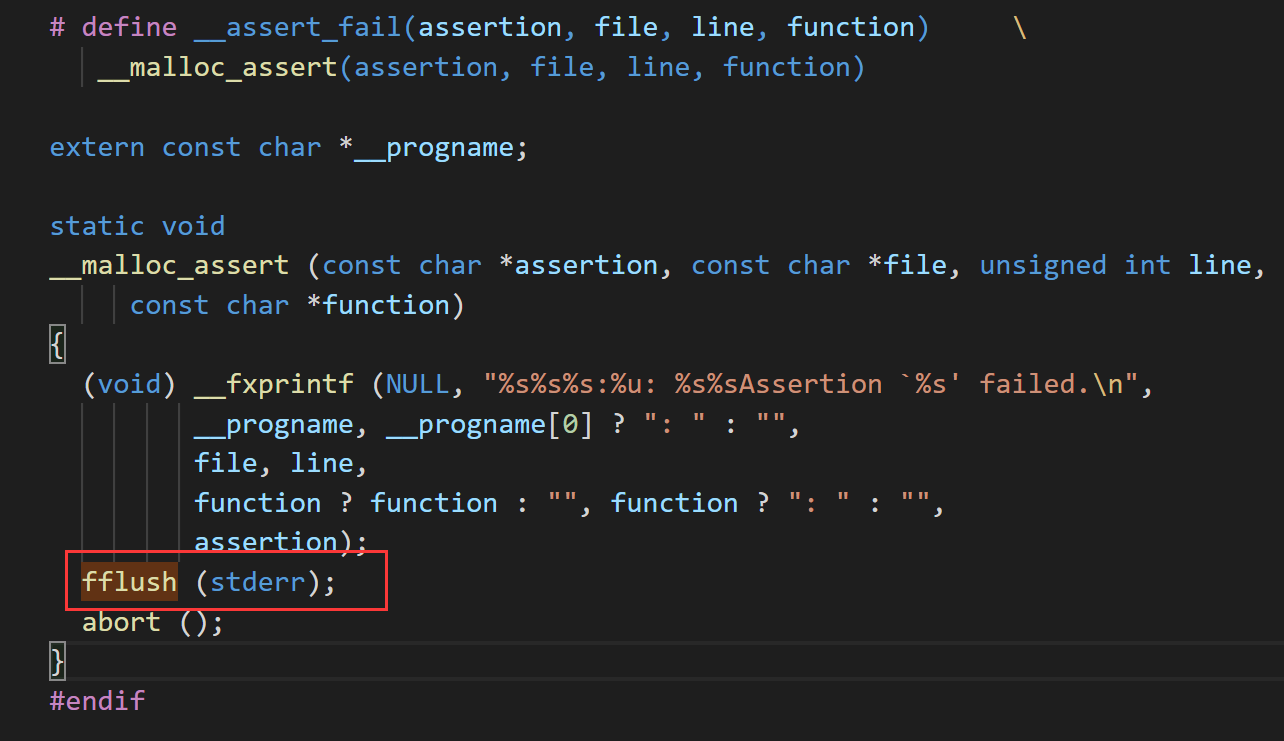 # define __assert_fail(assertion, file, line, function)     \
__malloc_assert(assertion, file, line, function)
extern const char *__progname;
static void
__malloc_assert (const char *assertion, const char *file, unsigned int line,
const char *function)
{
(void) __fxprintf (NULL, "%s%s%s:%u: %s%sAssertion `%s' failed.\n",
__progname, __progname[0] ? ": " : "",
file, line,
function ? function : "", function ? ": " : "",
assertion);
fflush (stderr);
abort ();
}
#endif